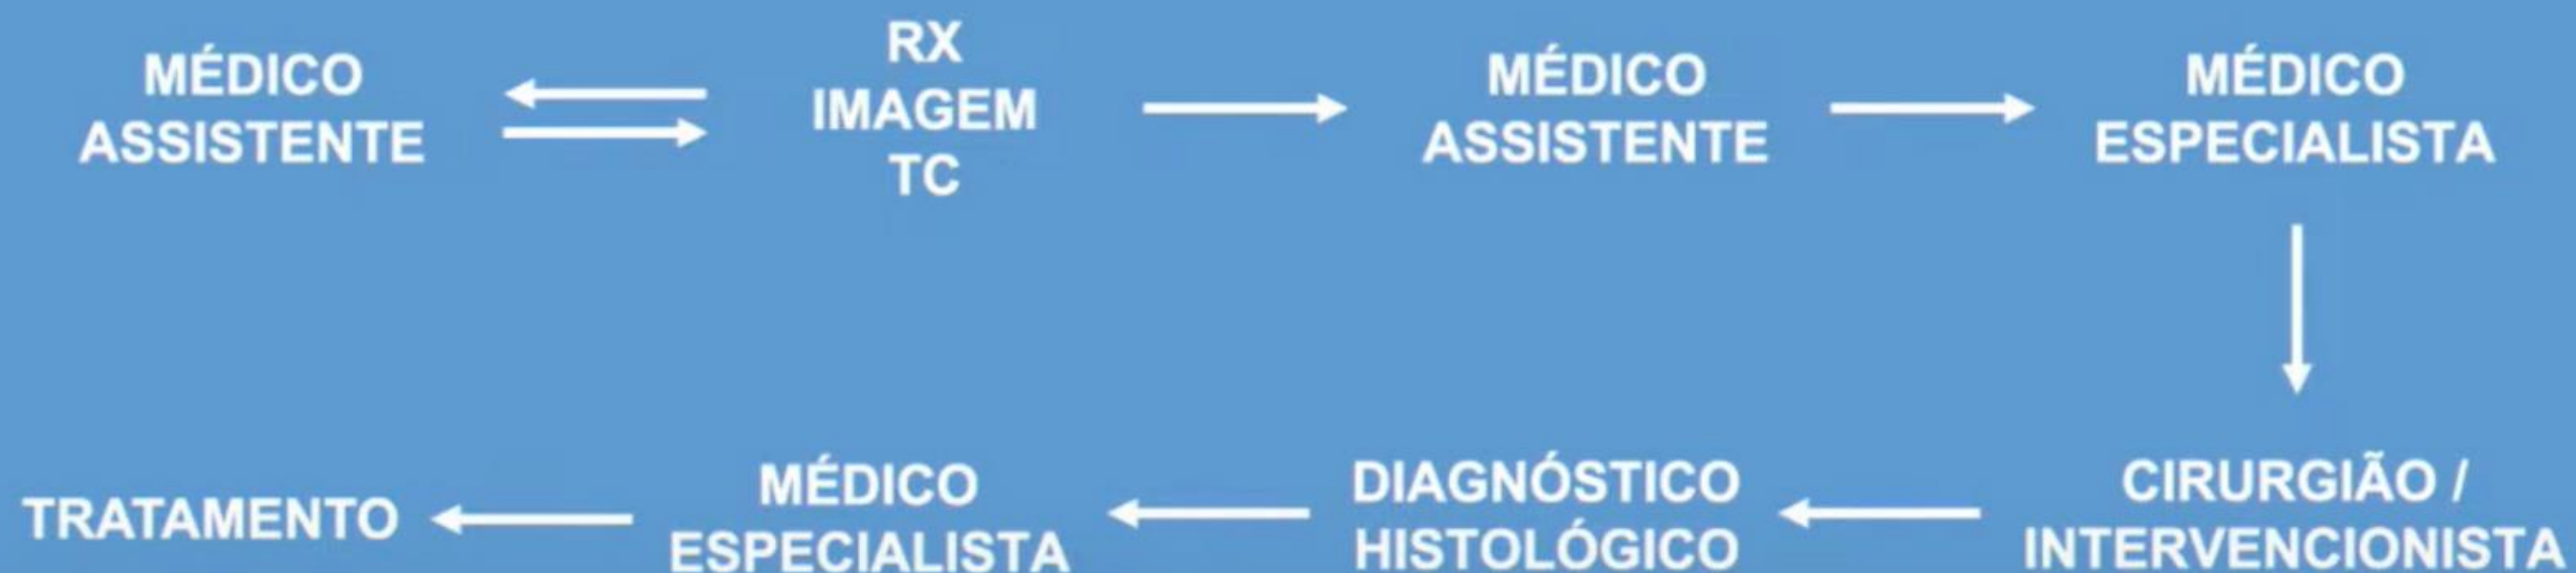 MÉDICO
ASSISTENTE
RX
IMAGEM
TC
MÉDICO
ASSISTENTE
MÉDICO
ESPECIALISTA
CIRURGIÃO /
INTERVENCIONISTA
DIAGNÓSTICO
HISTOLÓGICO
MÉDICO
ESPECIALISTA
TRATAMENTO